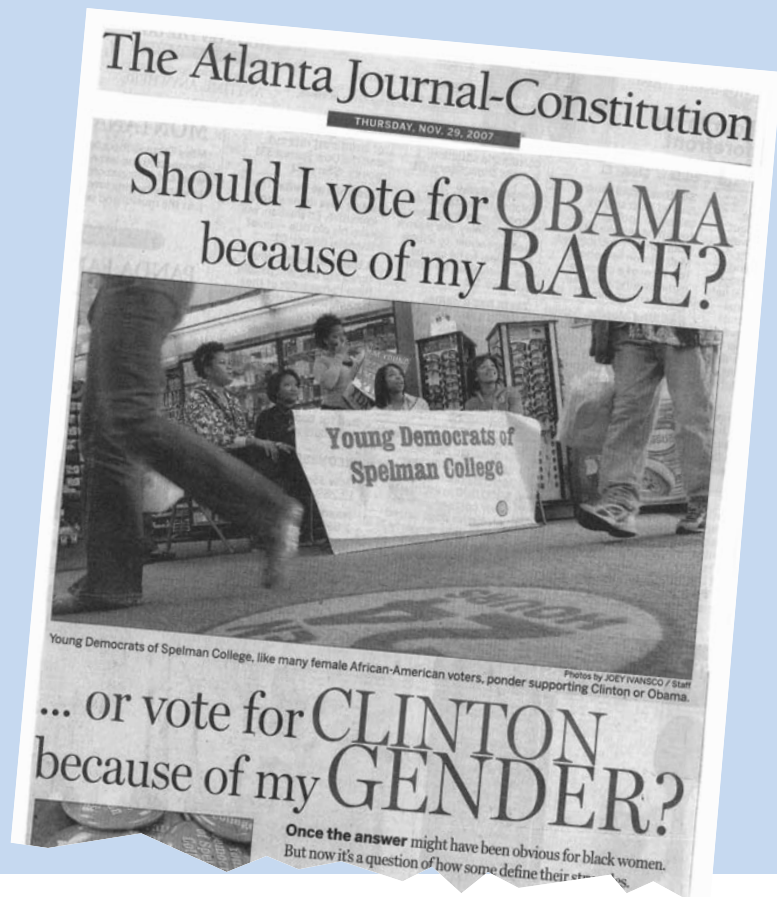 The Atlanta Journal-Constitution
THURSDAY, NOV. 29, 2007
Should I vote for OBAMA
because of my RACE?
Young Democrats of
Spelman College
HOURS
Photos by JOEY IVANSCO / Staff
Young Democrats of Spelman College, like many female African-American voters, ponder supporting Clinton or Obama.
... or vote for CLINTON
because of my GENDER?
Once the answer might have been obvious for black women.
But now it's a question of how some define their